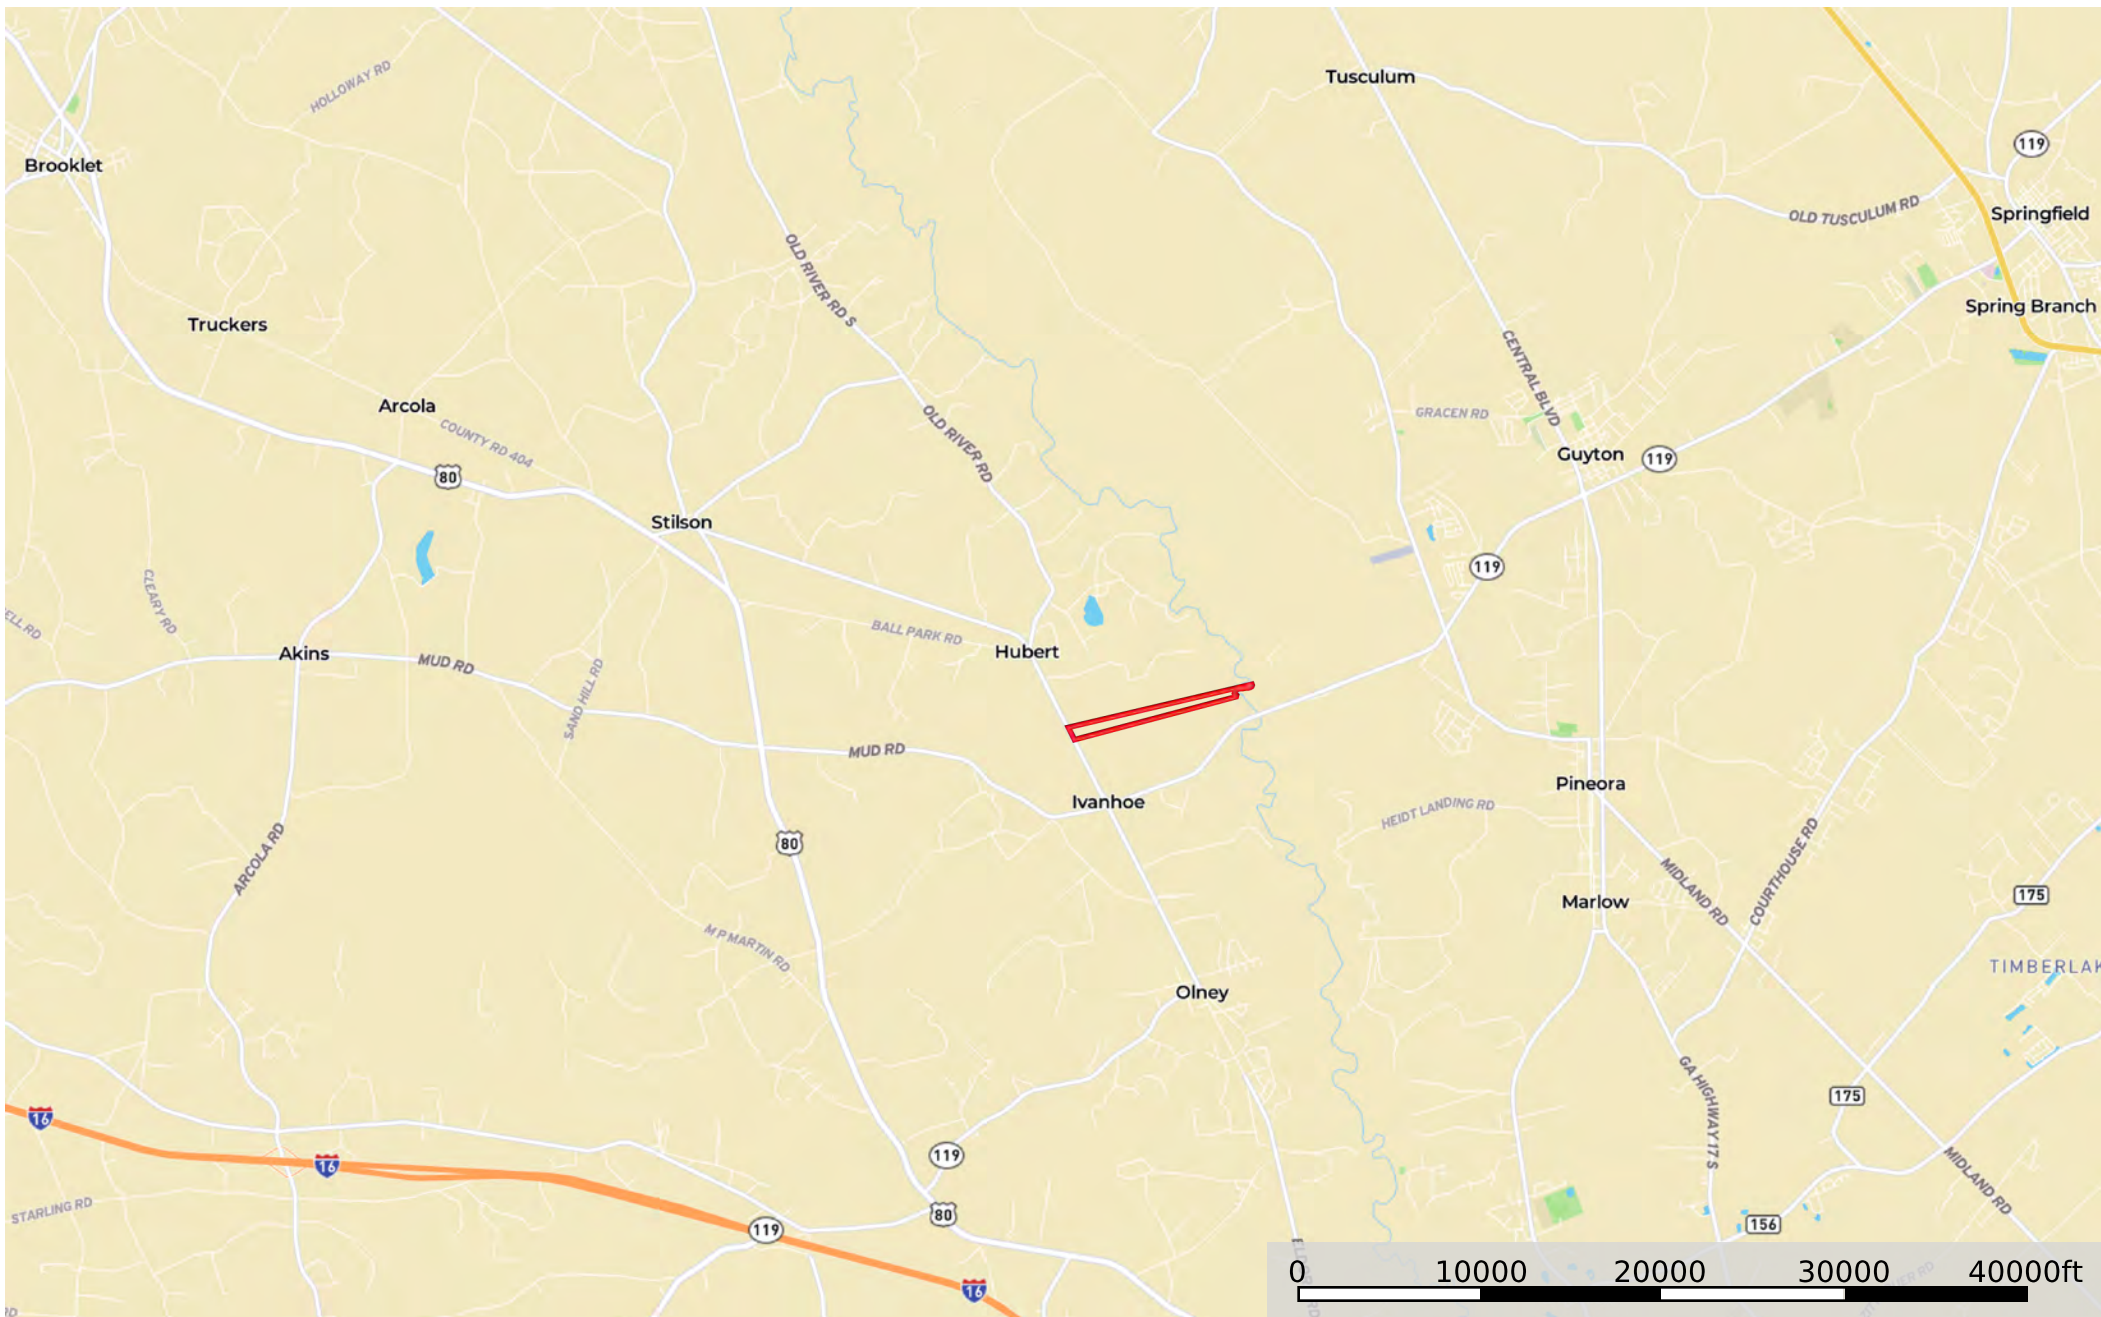 HOLLOWAY RD
Tusculum
119
Brooklet
OLD TUSCULUM RD
Springfield
OLD RIVER RD S
Spring Branch
Truckers
CENTRAL BLVD
Arcola
GRACEN RD
COUNTY RD 404
OLD RIVER RD
Guyton
119
80
Stilson
119
CLEARY RD
ELL RD
BALL PARK RD
Akins
MUD RD
Hubert
SAND HILL RD
MUD RD
Pineora
Ivanhoe
HEIDT LANDING RD
80
ARCOLA RD
MIDLAND RD
COURTHOUSE RD
175
Marlow
M P MARTIN RD
TIMBERLAK
Olney
GA HIGHWAY 17 S
175
16
16
119
MIDLAND RD
STARLING RD
80
119
156
16
0 10000 20000 30000 40000ft
RD